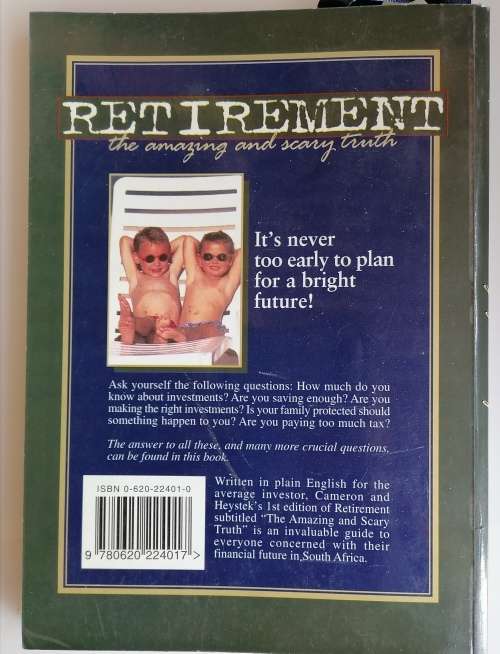 RETIREMENT
the amazing and scary truth
It's never
too early to plan
for a bright
future!
Ask yourself the following questions: How much do you
know about investments? Are you saving enough? Are you
making the right investments? Is your family protected should
something happen to you? Are you paying too much tax?
The answer to all these, and many more crucial questions,
can be found in this book.
ISBN 0-620-22401-0
9 780620 224017 >
Written in plain English for the
average investor, Cameron and
Heystek's 1st edition of Retirement
subtitled "The Amazing and Scary
Truth" is an invaluable guide to
everyone concerned with their
financial future in South Africa.